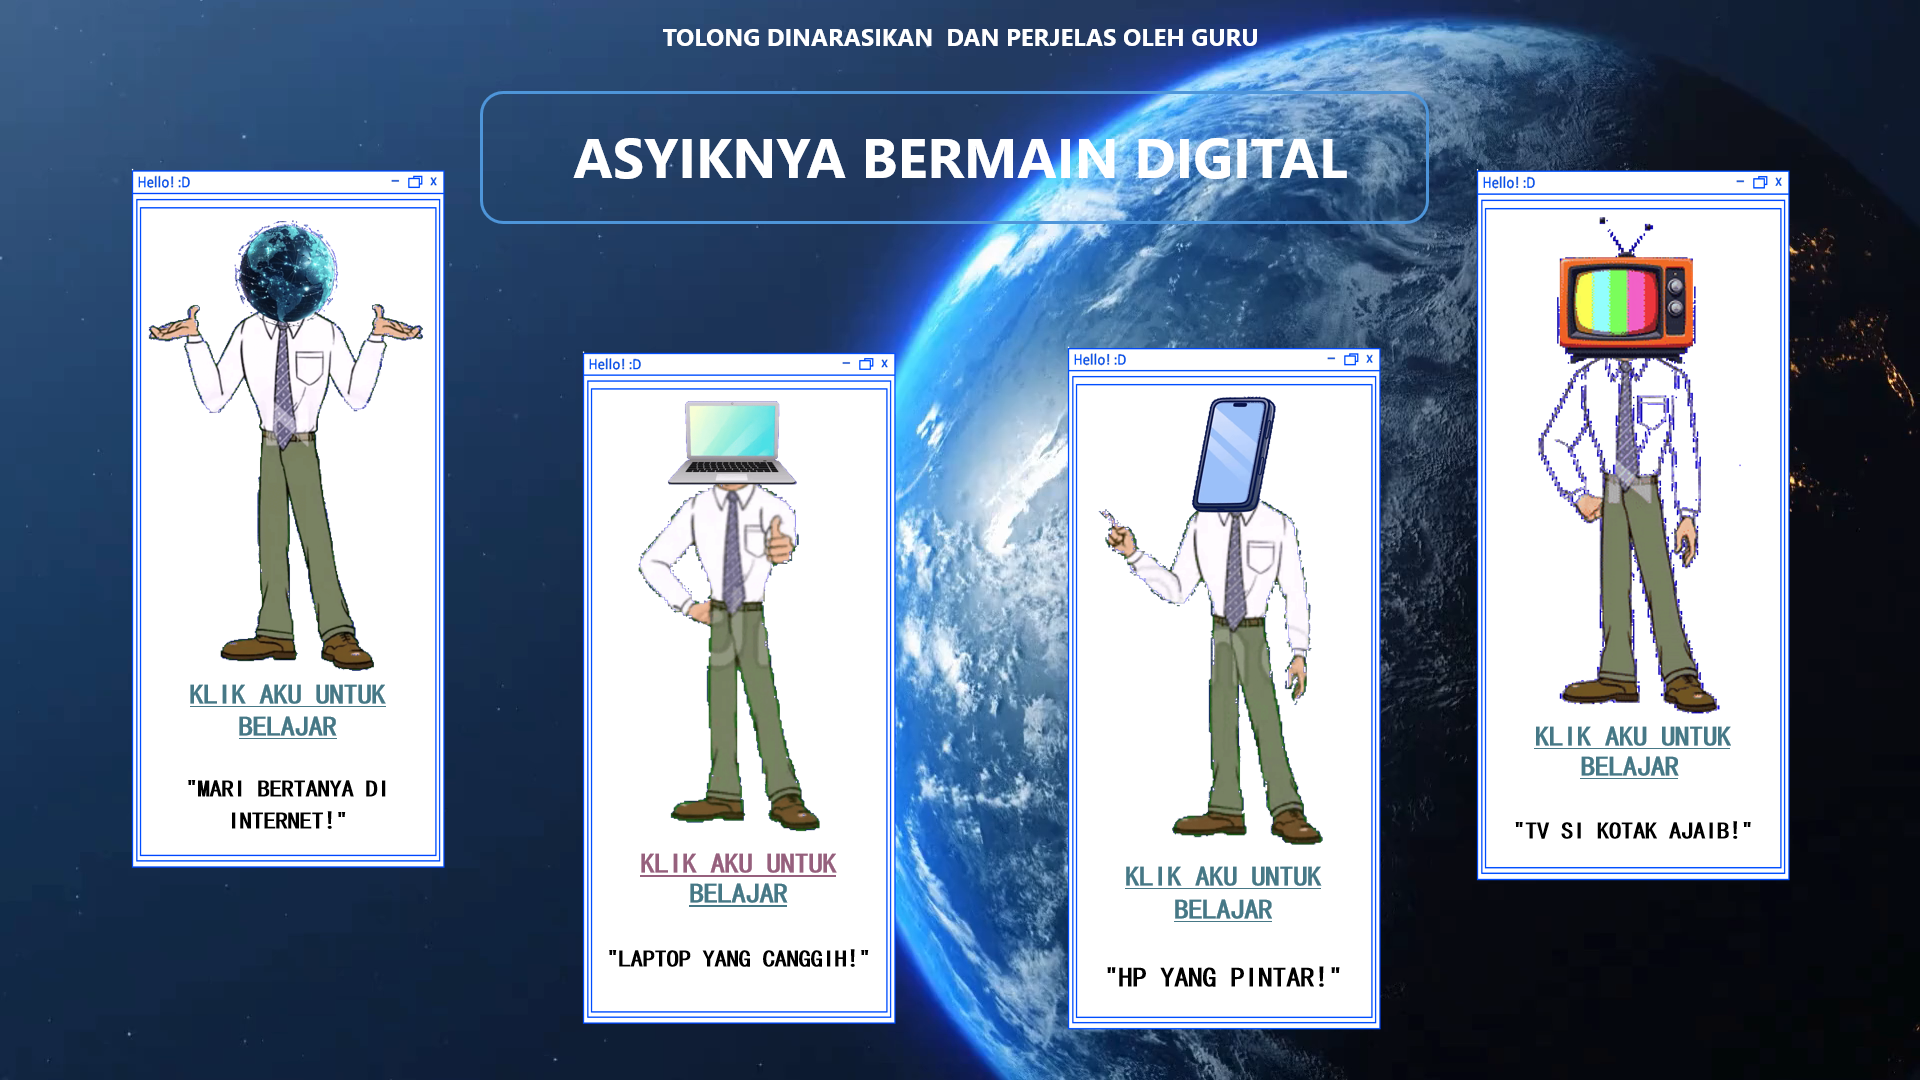 TOLONG DINARASIKAN  DAN PERJELAS OLEH GURU
ASYIKNYA BERMAIN DIGITAL
Hello! :D
KLIK AKU UNTUK
BELAJAR
"MARI BERTANYA DI
INTERNET!"
Hello! :D
KLIK AKU UNTUK
BELAJAR
"LAPTOP YANG CANGGIH!"
Hello! :D
KLIK AKU UNTUK
BELAJAR
"HP YANG PINTAR!"
Hello! :D
KLIK AKU UNTUK
BELAJAR
"TV SI KOTAK AJAIB!"